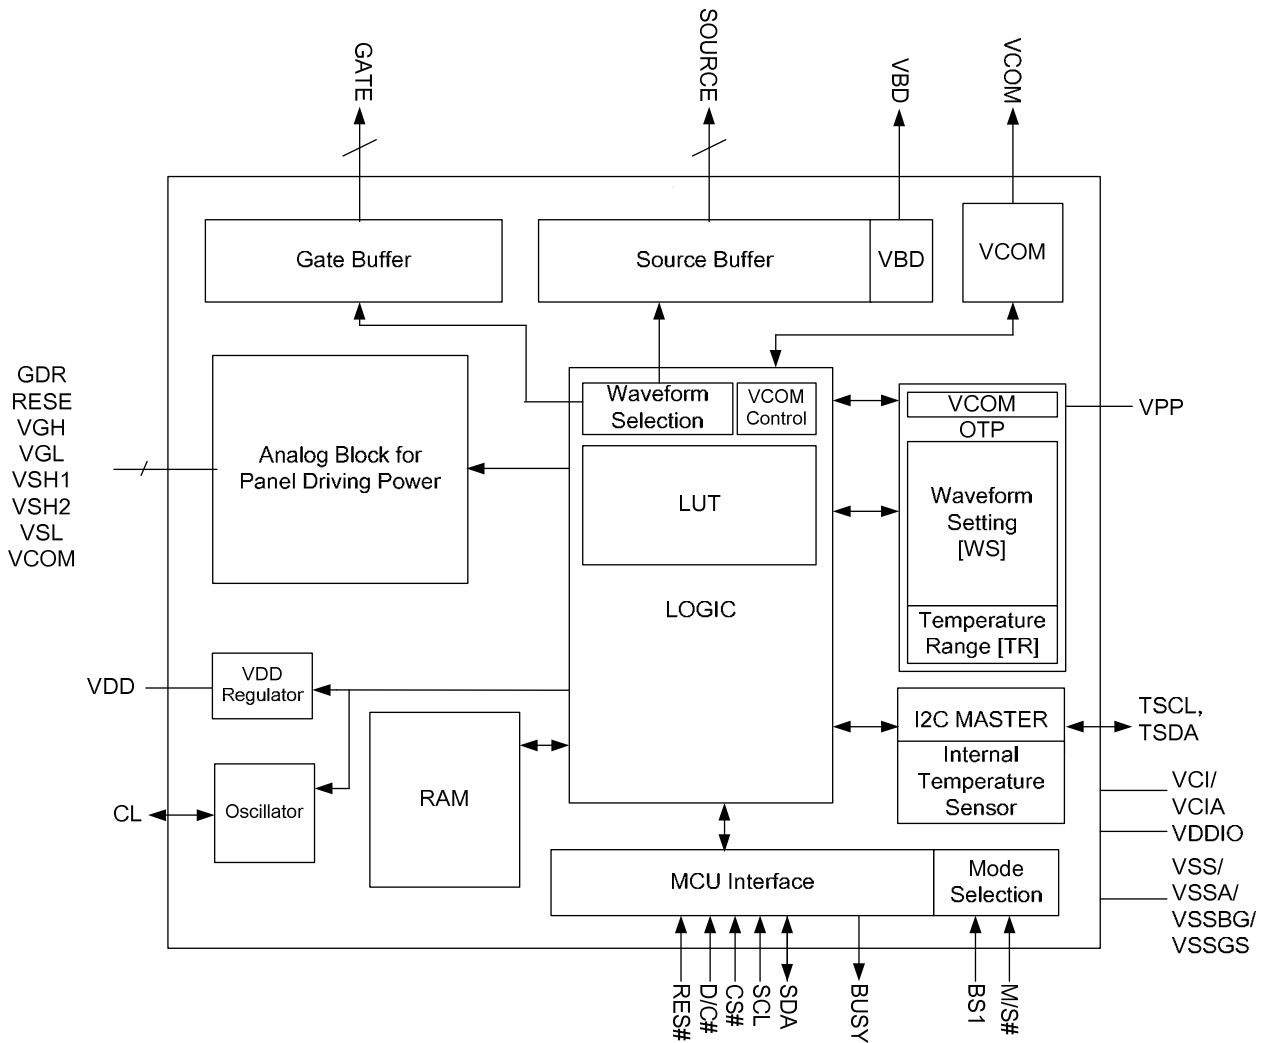 GATE
SOURCE
VBD
VCOM
Gate Buffer
Source Buffer
VBD
VCOM
GDR
RESE
VGH
VGL
VSH1
VSH2
VSL
VCOM
Analog Block for
Panel Driving Power
Waveform
Selection
VCOM
Control
LUT
LOGIC
VCOM
OTP
Waveform
Setting
[WS]
Temperature
Range [TR]
VPP
VDD
VDD
Regulator
CL
Oscillator
RAM
I2C MASTER
Internal
Temperature
Sensor
TSCL,
TSDA
VCI/
VCIA
VDDIO
VSS/
VSSA/
VSSBG/
VSSGS
MCU Interface
Mode
Selection
RES#
D/C#
CS#
SCL
SDA
BUSY
BS1
M/S#